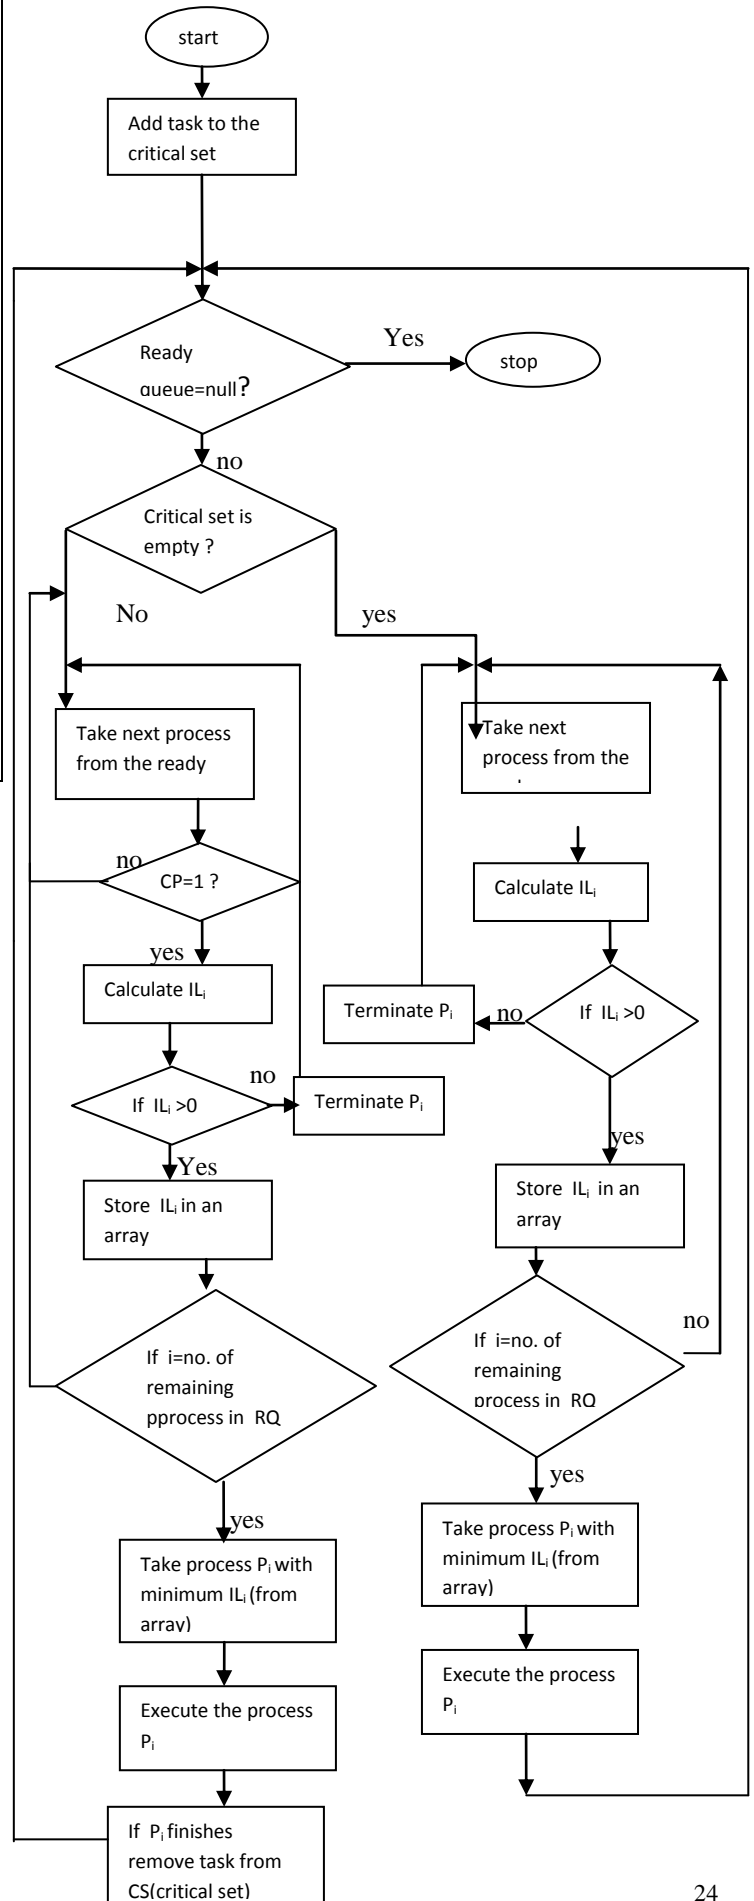 start
Add task to the
critical set
Ready
queue=null?
Yes
stop
no
Critical set is
empty ?
No
yes
Take next process
from the ready
Take next
process from the
no
CP=1 ?
yes
Calculate ILi
Calculate ILi
If ILi >0
no
Terminate Pi
no
If ILi >0
Terminate Pi
Yes
yes
Store ILi in an
array
Store ILi in an
array
If i=no. of
remaining
pprocess in RQ
If i=no. of
remaining
process in RQ
no
yes
yes
Take process Pi with
minimum ILi (from
array)
Take process Pi with
minimum ILi (from
array)
Execute the process
Pi
Execute the process
Pi
If Pi finishes
remove task from
CS(critical set)
24